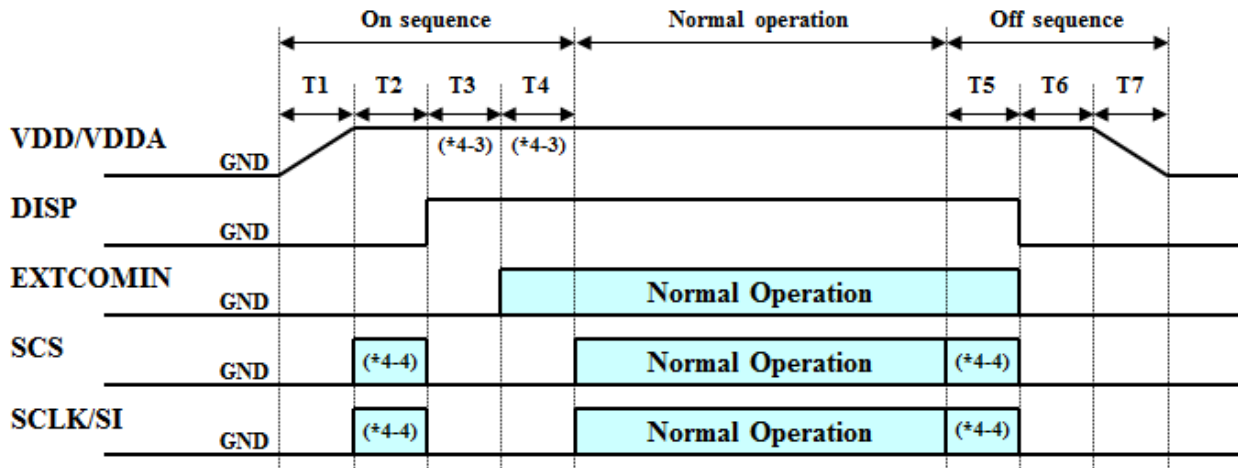 On sequence Normal operation Off sequence
T1 T2 T3 T4 T5 T6 T7
VDD/VDDA
(*4-3) (*4-3)
GND
DISP
GND
EXTCOMIN
Normal Operation
GND
SCS
(*4-4) Normal Operation (*4-4)
GND
SCLK/SI
(*4-4) Normal Operation (*4-4)
GND